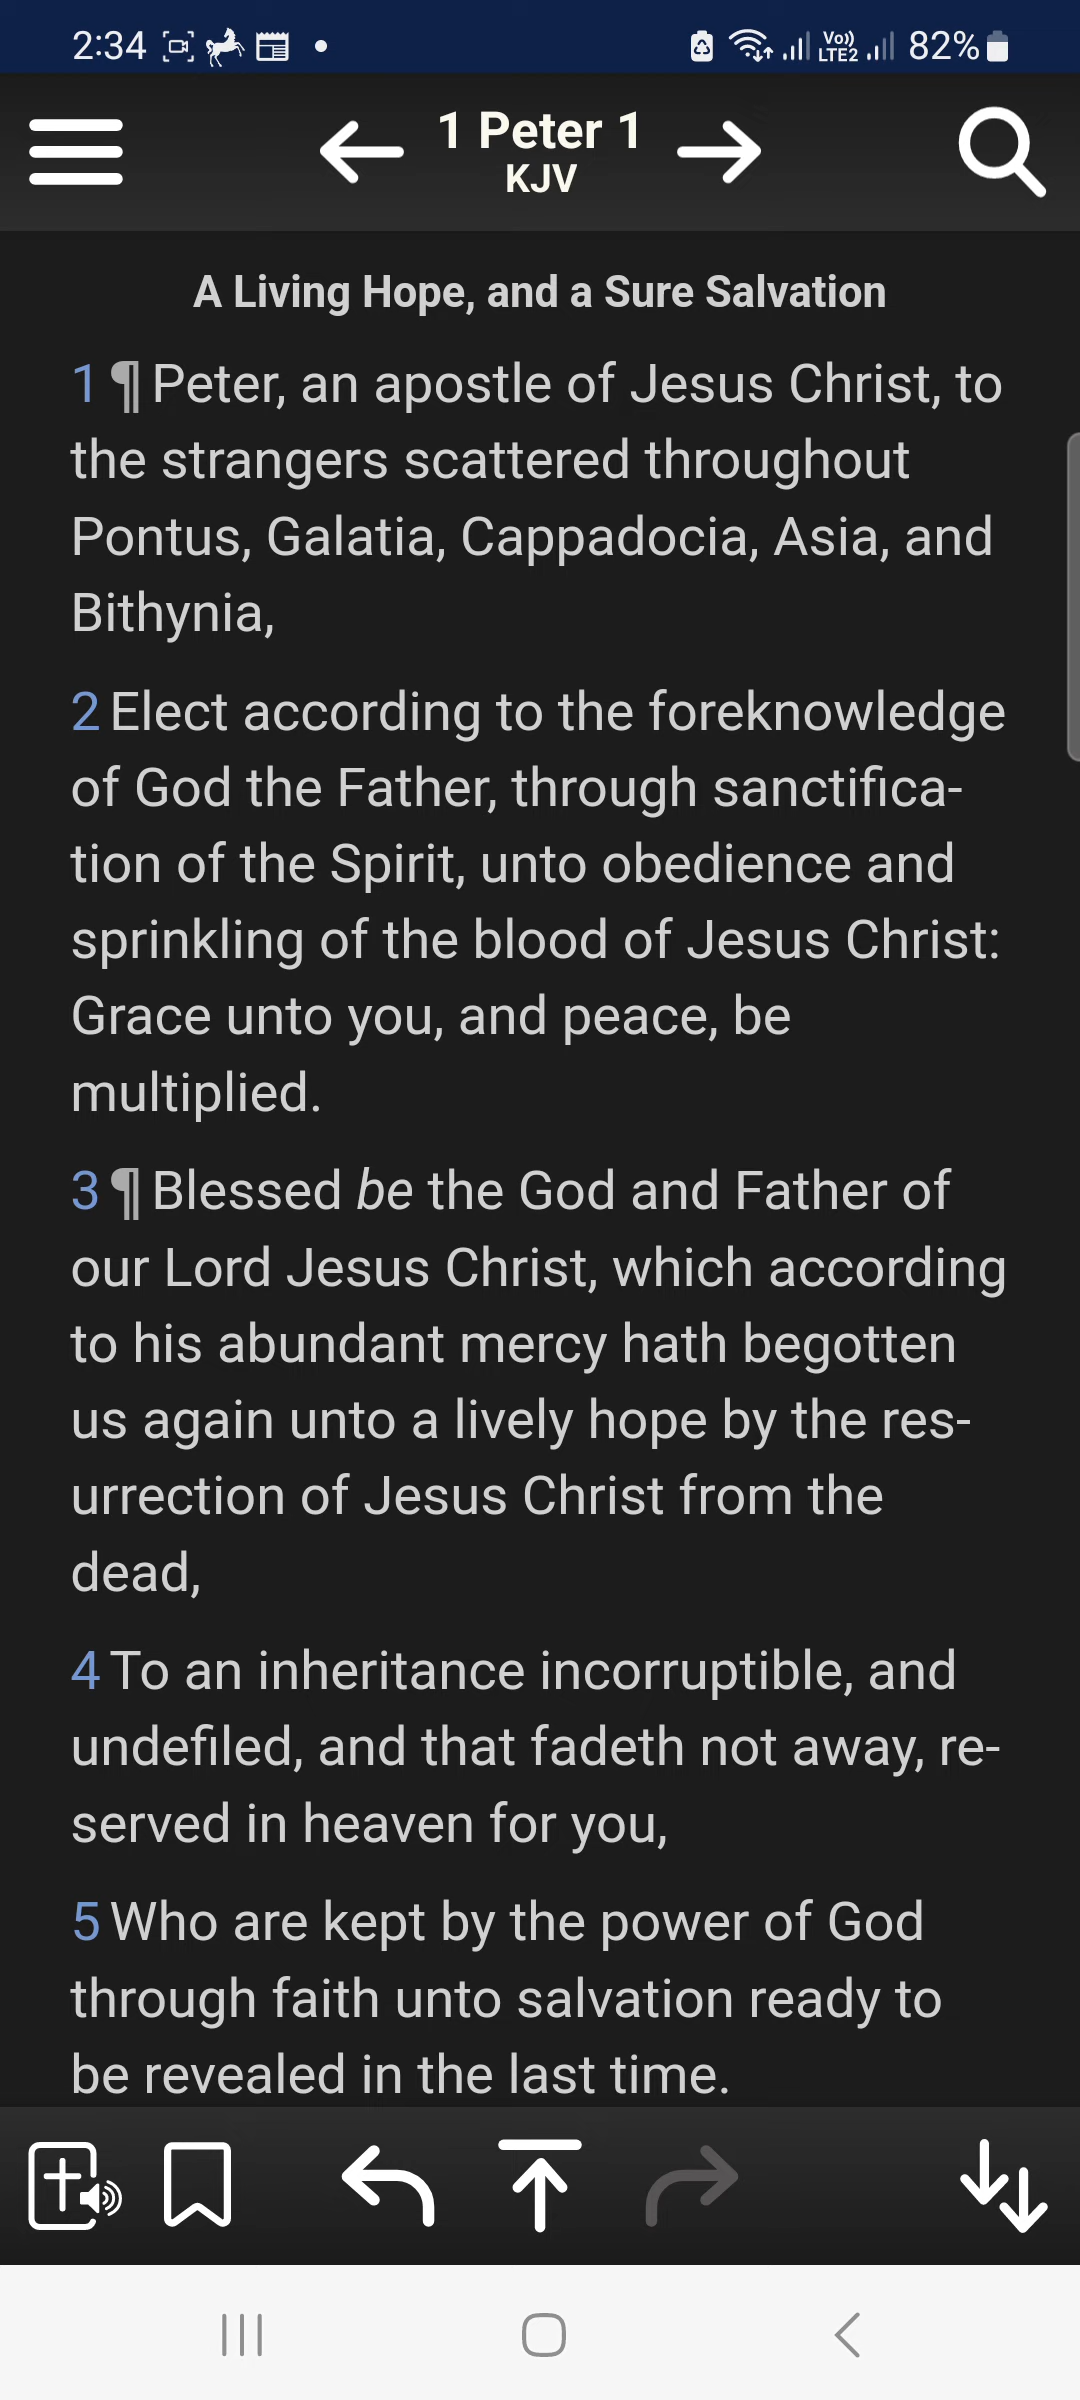 2:34
Vo)) LTE2 82%
1 Peter 1
KJV
A Living Hope, and a Sure Salvation
1 ¶ Peter, an apostle of Jesus Christ, to
the strangers scattered throughout
Pontus, Galatia, Cappadocia, Asia, and
Bithynia,
2 Elect according to the foreknowledge
of God the Father, through sanctifica-
tion of the Spirit, unto obedience and
sprinkling of the blood of Jesus Christ:
Grace unto you, and peace, be
multiplied.
3 ¶ Blessed be the God and Father of
our Lord Jesus Christ, which according
to his abundant mercy hath begotten
us again unto a lively hope by the res-
urrection of Jesus Christ from the
dead,
4 To an inheritance incorruptible, and
undefiled, and that fadeth not away, re-
served in heaven for you,
5 Who are kept by the power of God
through faith unto salvation ready to
be revealed in the last time.